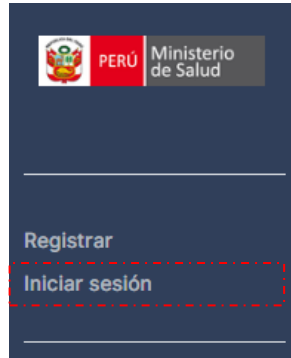 PERÚ
Ministerio
de Salud
Registrar
Iniciar sesión